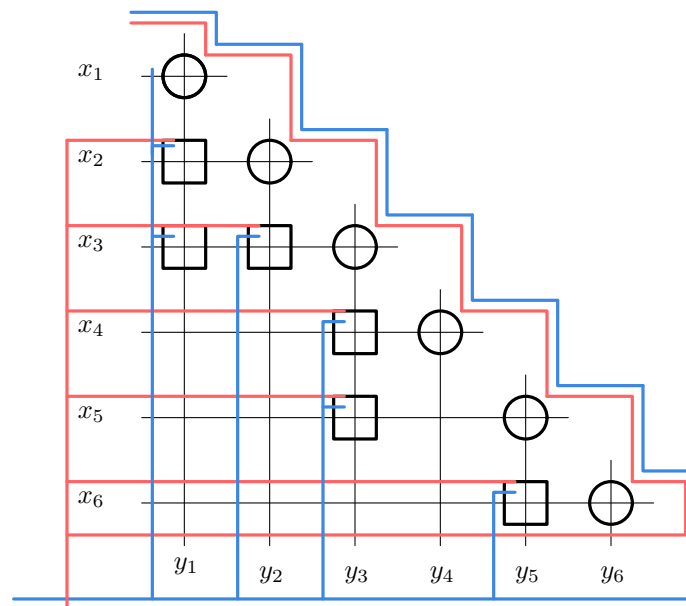 x₁
x₂
x₃
x₄
x₅
x₆
y₁ y₂ y₃ y₄ y₅ y₆